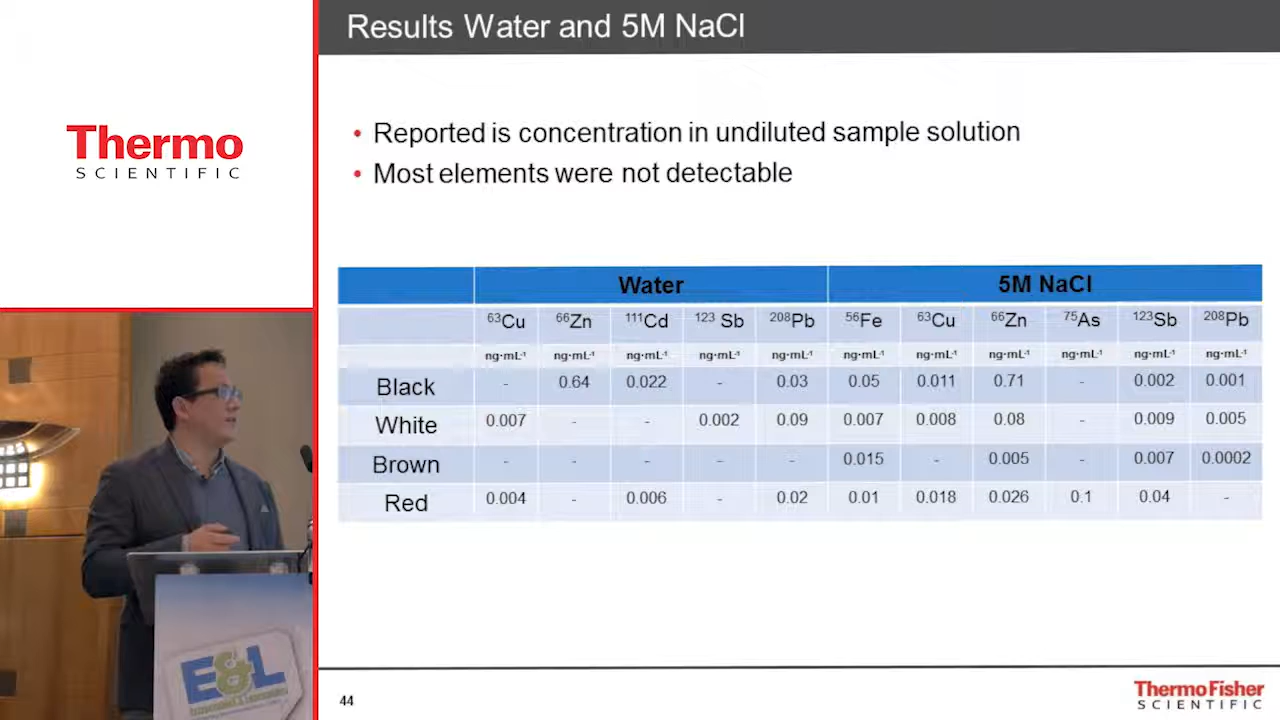 Results Water and 5M NaCl
Thermo
SCIENTIFIC
• Reported is concentration in undiluted sample solution
• Most elements were not detectable
Water 5M NaCl
⁶³Cu ⁶⁶Zn ¹¹¹Cd ¹²³ Sb ²⁰⁸Pb ⁵⁶Fe ⁶³Cu ⁶⁶Zn ⁷⁵As ¹²³Sb ²⁰⁸Pb
ng·mL⁻¹ ng·mL⁻¹ ng·mL⁻¹ ng·mL⁻¹ ng·mL⁻¹ ng·mL⁻¹ ng·mL⁻¹ ng·mL⁻¹ ng·mL⁻¹ ng·mL⁻¹ ng·mL⁻¹
Black - 0.64 0.022 - 0.03 0.05 0.011 0.71 - 0.002 0.001
White 0.007 - - 0.002 0.09 0.007 0.008 0.08 - 0.009 0.005
Brown - - - - - 0.015 - 0.005 - 0.007 0.0002
Red 0.004 - 0.006 - 0.02 0.01 0.018 0.026 0.1 0.04 -
E&L
44
ThermoFisher
SCIENTIFIC